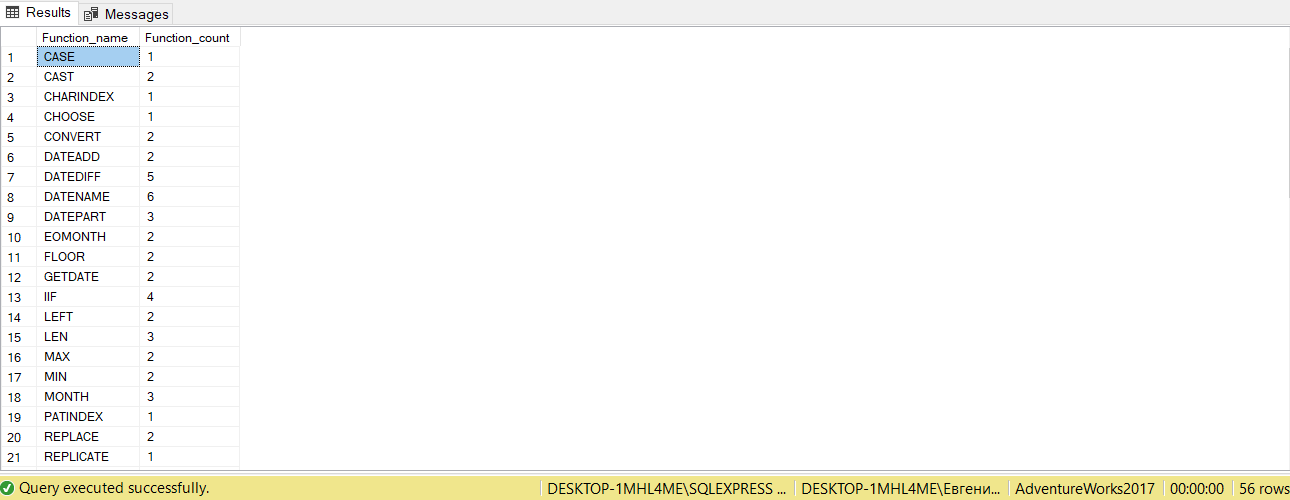 Results Messages
Function_name Function_count
1 CASE 1
2 CAST 2
3 CHARINDEX 1
4 CHOOSE 1
5 CONVERT 2
6 DATEADD 2
7 DATEDIFF 5
8 DATENAME 6
9 DATEPART 3
10 EOMONTH 2
11 FLOOR 2
12 GETDATE 2
13 IIF 4
14 LEFT 2
15 LEN 3
16 MAX 2
17 MIN 2
18 MONTH 3
19 PATINDEX 1
20 REPLACE 2
21 REPLICATE 1
Query executed successfully. DESKTOP-1MHL4ME\SQLEXPRESS ... DESKTOP-1MHL4ME\Евгени... AdventureWorks2017 00:00:00 56 rows